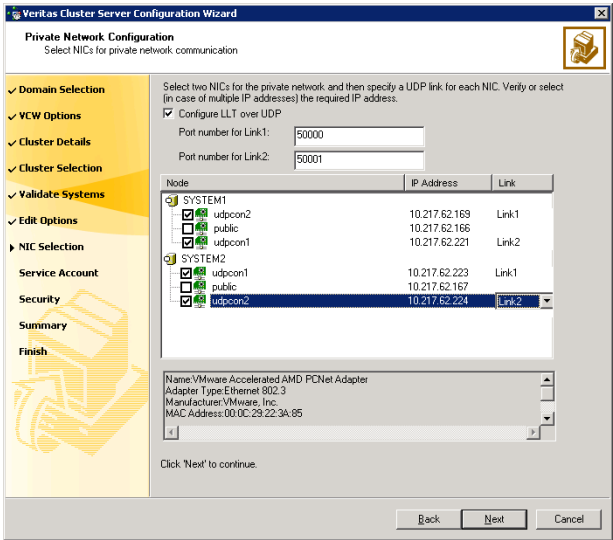 Veritas Cluster Server Configuration Wizard
Private Network Configuration
Select NICs for private network communication
Domain Selection
VCW Options
Cluster Details
Cluster Selection
Validate Systems
Edit Options
NIC Selection
Service Account
Security
Summary
Finish
Select two NICs for the private network and then specify a UDP link for each NIC. Verify or select
(in case of multiple IP addresses) the required IP address.
Configure LLT over UDP
Port number for Link1: 50000
Port number for Link2: 50001
Node IP Address Link
SYSTEM1
udpcon2 10.217.62.169 Link1
public 10.217.62.166
udpcon1 10.217.62.221 Link2
SYSTEM2
udpcon1 10.217.62.223 Link1
public 10.217.62.167
udpcon2 10.217.62.224 Link2
Name:VMware Accelerated AMD PCNet Adapter
Adapter Type:Ethernet 802.3
Manufacturer:VMware, Inc.
MAC Address:00:0C:29:22:3A:85
Click 'Next' to continue.
Back Next Cancel